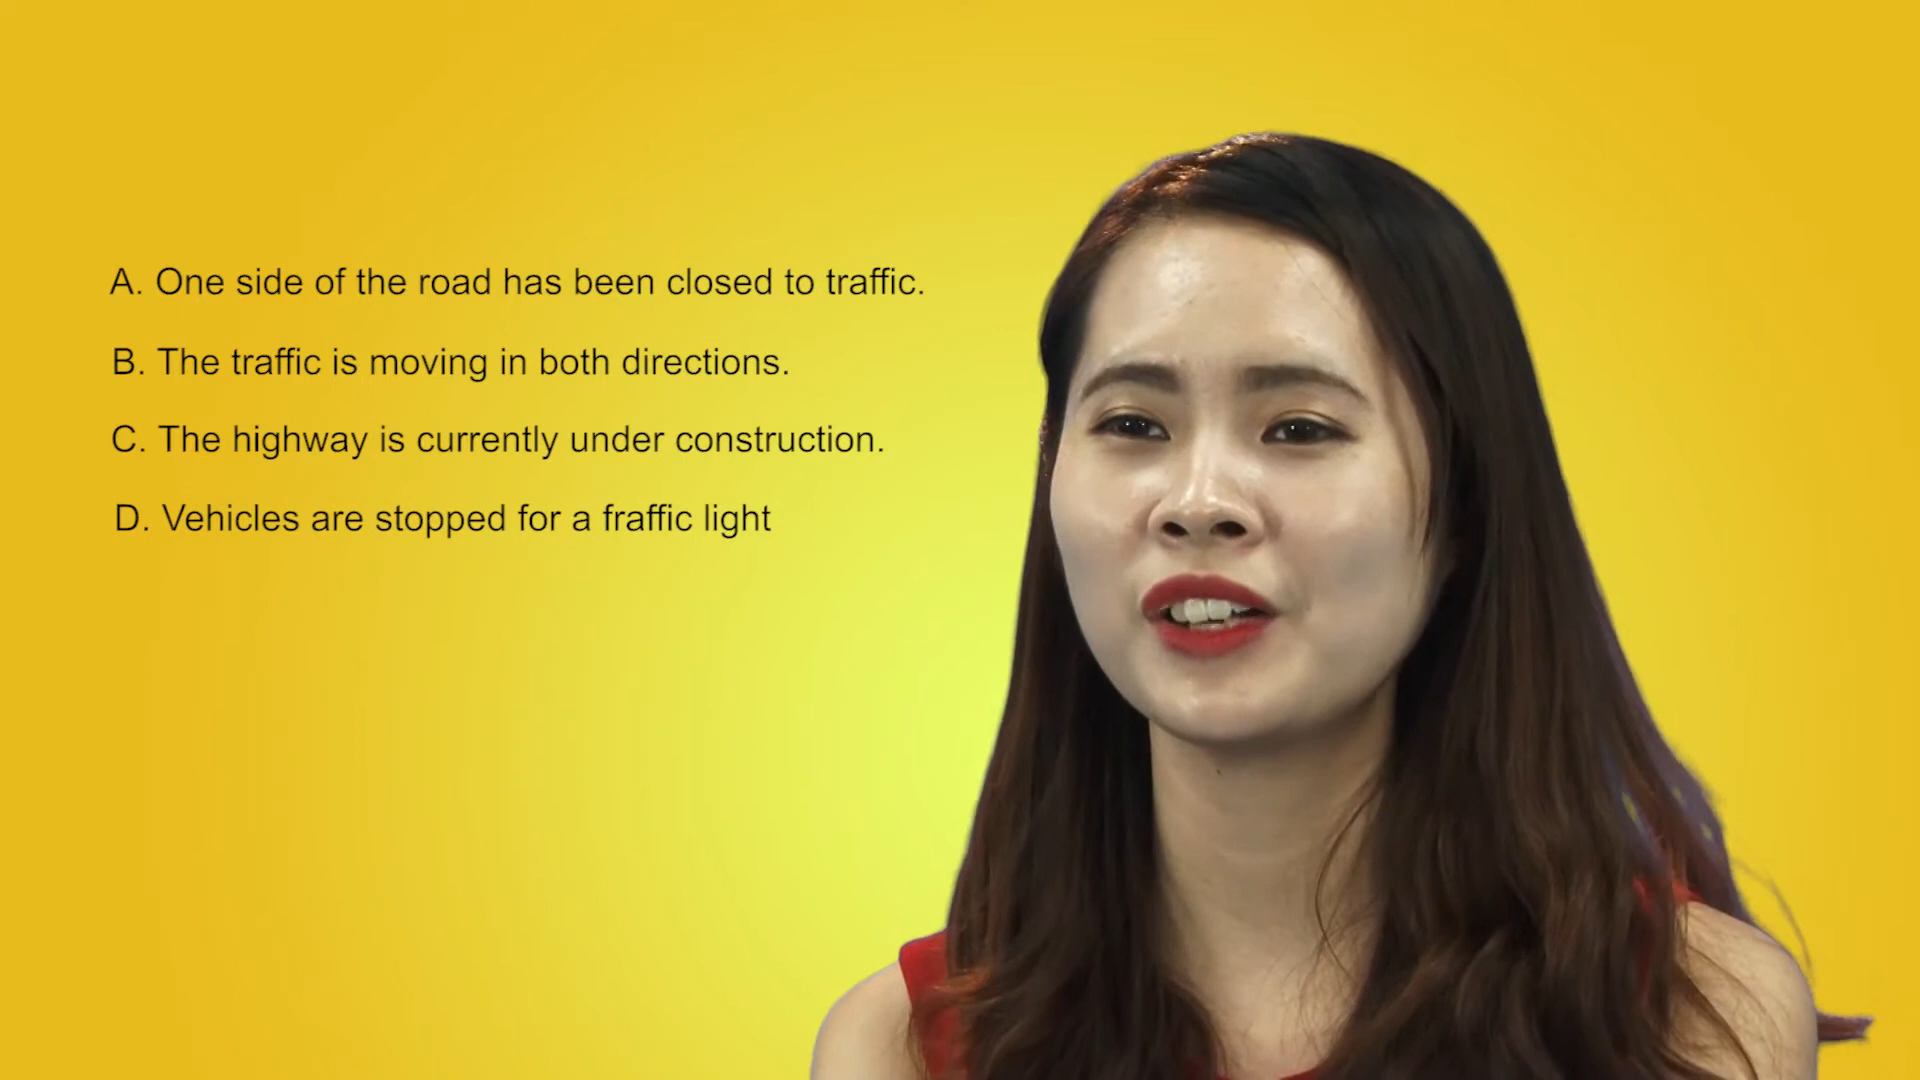 A. One side of the road has been closed to traffic.
B. The traffic is moving in both directions.
C. The highway is currently under construction.
D. Vehicles are stopped for a fraffic light